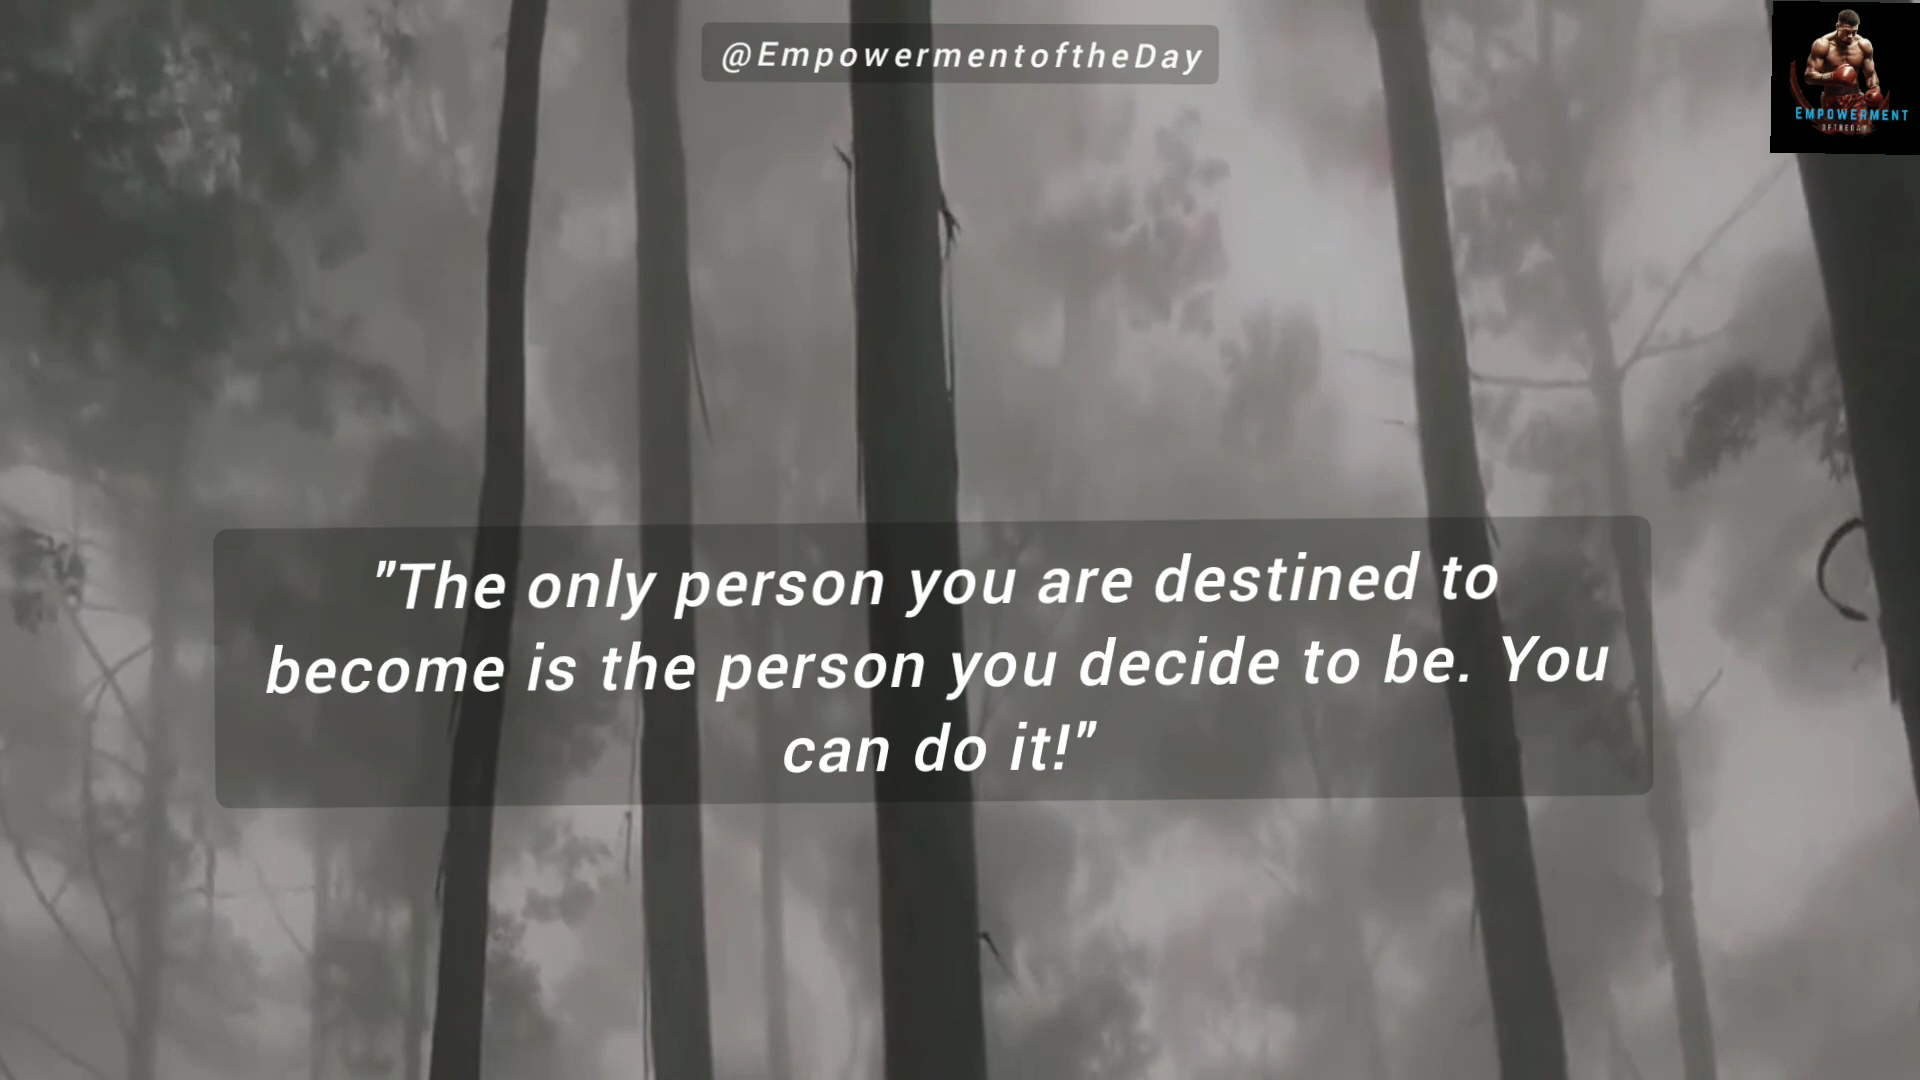 @EmpowermentoftheDay
EMPOWERMENT
OFTHEDAY
"The only person you are destined to
become is the person you decide to be. You
can do it!"